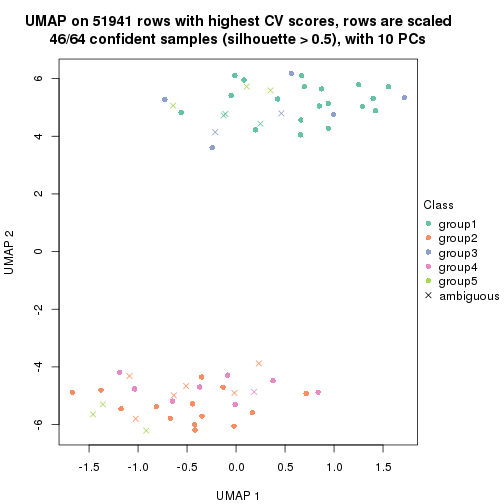 UMAP on 51941 rows with highest CV scores, rows are scaled
46/64 confident samples (silhouette > 0.5), with 10 PCs
6
4
2
0
-2
-4
-6
UMAP 2
-1.5 -1.0 -0.5 0.0 0.5 1.0 1.5
UMAP 1
Class
group1
group2
group3
group4
group5
ambiguous